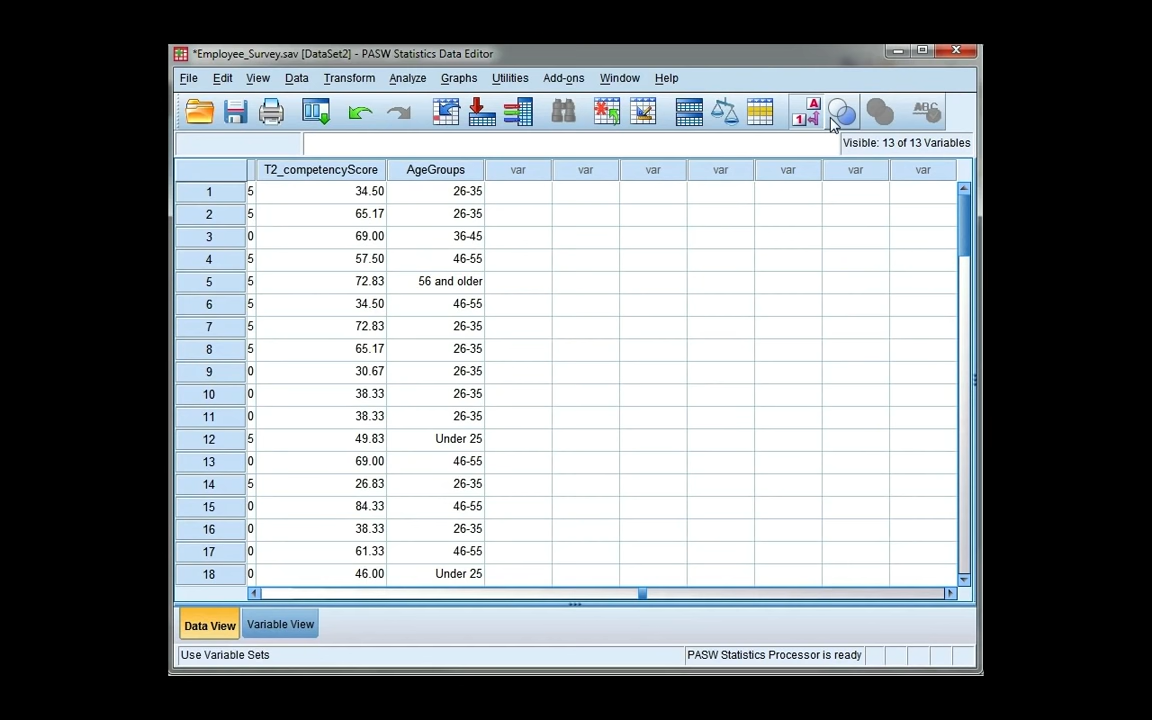 *Employee_Survey.sav [DataSet2] - PASW Statistics Data Editor
File Edit View Data Transform Analyze Graphs Utilities Add-ons Window Help
A
1
ABC
Visible: 13 of 13 Variables
T2_competencyScore AgeGroups var var var var var var var
1 5 34.50 26-35
2 5 65.17 26-35
3 0 69.00 36-45
4 5 57.50 46-55
5 5 72.83 56 and older
6 5 34.50 46-55
7 5 72.83 26-35
8 5 65.17 26-35
9 0 30.67 26-35
10 0 38.33 26-35
11 0 38.33 26-35
12 5 49.83 Under 25
13 0 69.00 46-55
14 5 26.83 26-35
15 0 84.33 46-55
16 0 38.33 26-35
17 0 61.33 46-55
18 0 46.00 Under 25
Data View Variable View
Use Variable Sets PASW Statistics Processor is ready